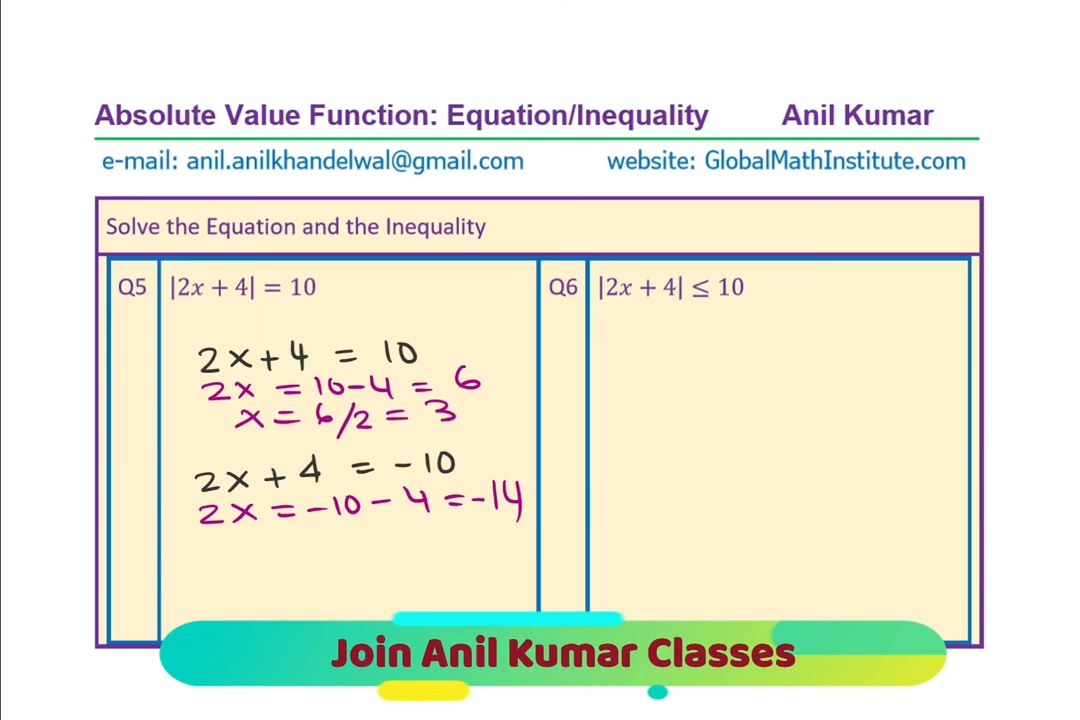 Absolute Value Function: Equation/Inequality Anil Kumar
e-mail: anil.anilkhandelwal@gmail.com website: GlobalMathInstitute.com
Solve the Equation and the Inequality
Q5 |2x + 4| = 10
2x + 4 = 10
2x = 10 - 4 = 6
x = 6/2 = 3
2x + 4 = -10
2x = -10 - 4 = -14
Q6 |2x + 4| ≤ 10
Join Anil Kumar Classes